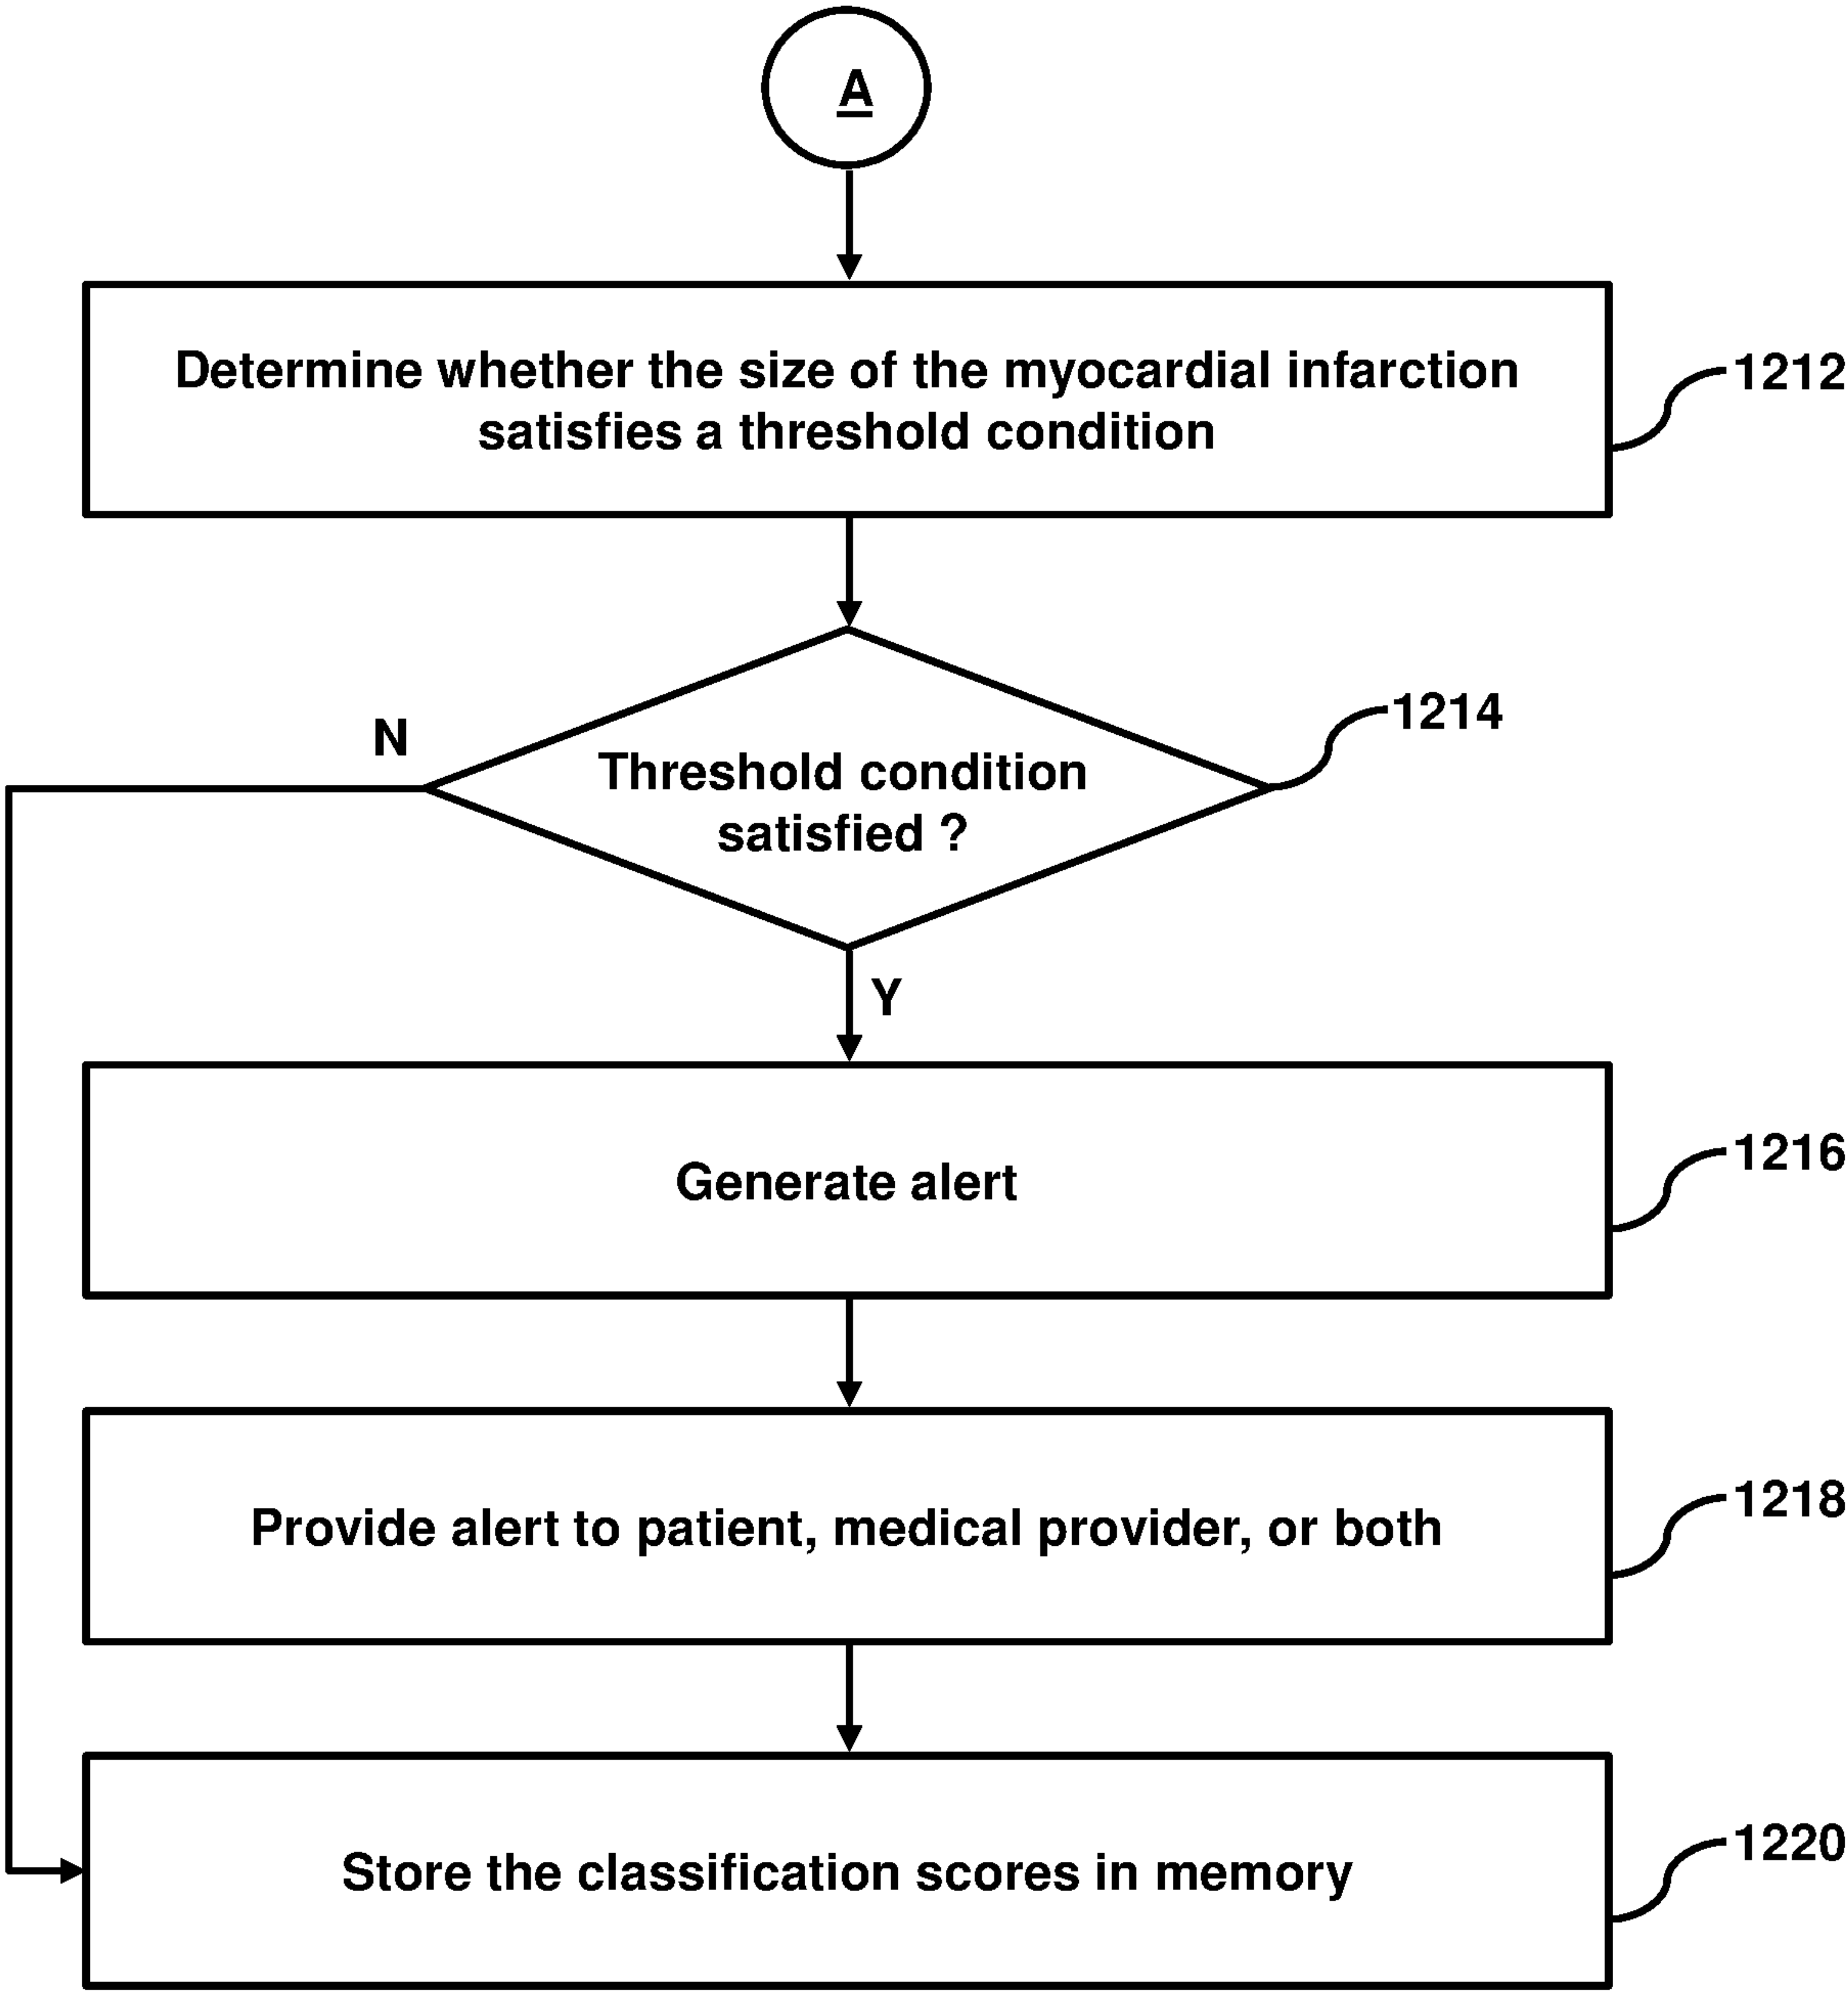 A
Determine whether the size of the myocardial infarction
satisfies a threshold condition
1212
N
Threshold condition
satisfied ?
1214
Y
Generate alert
1216
Provide alert to patient, medical provider, or both
1218
Store the classification scores in memory
1220